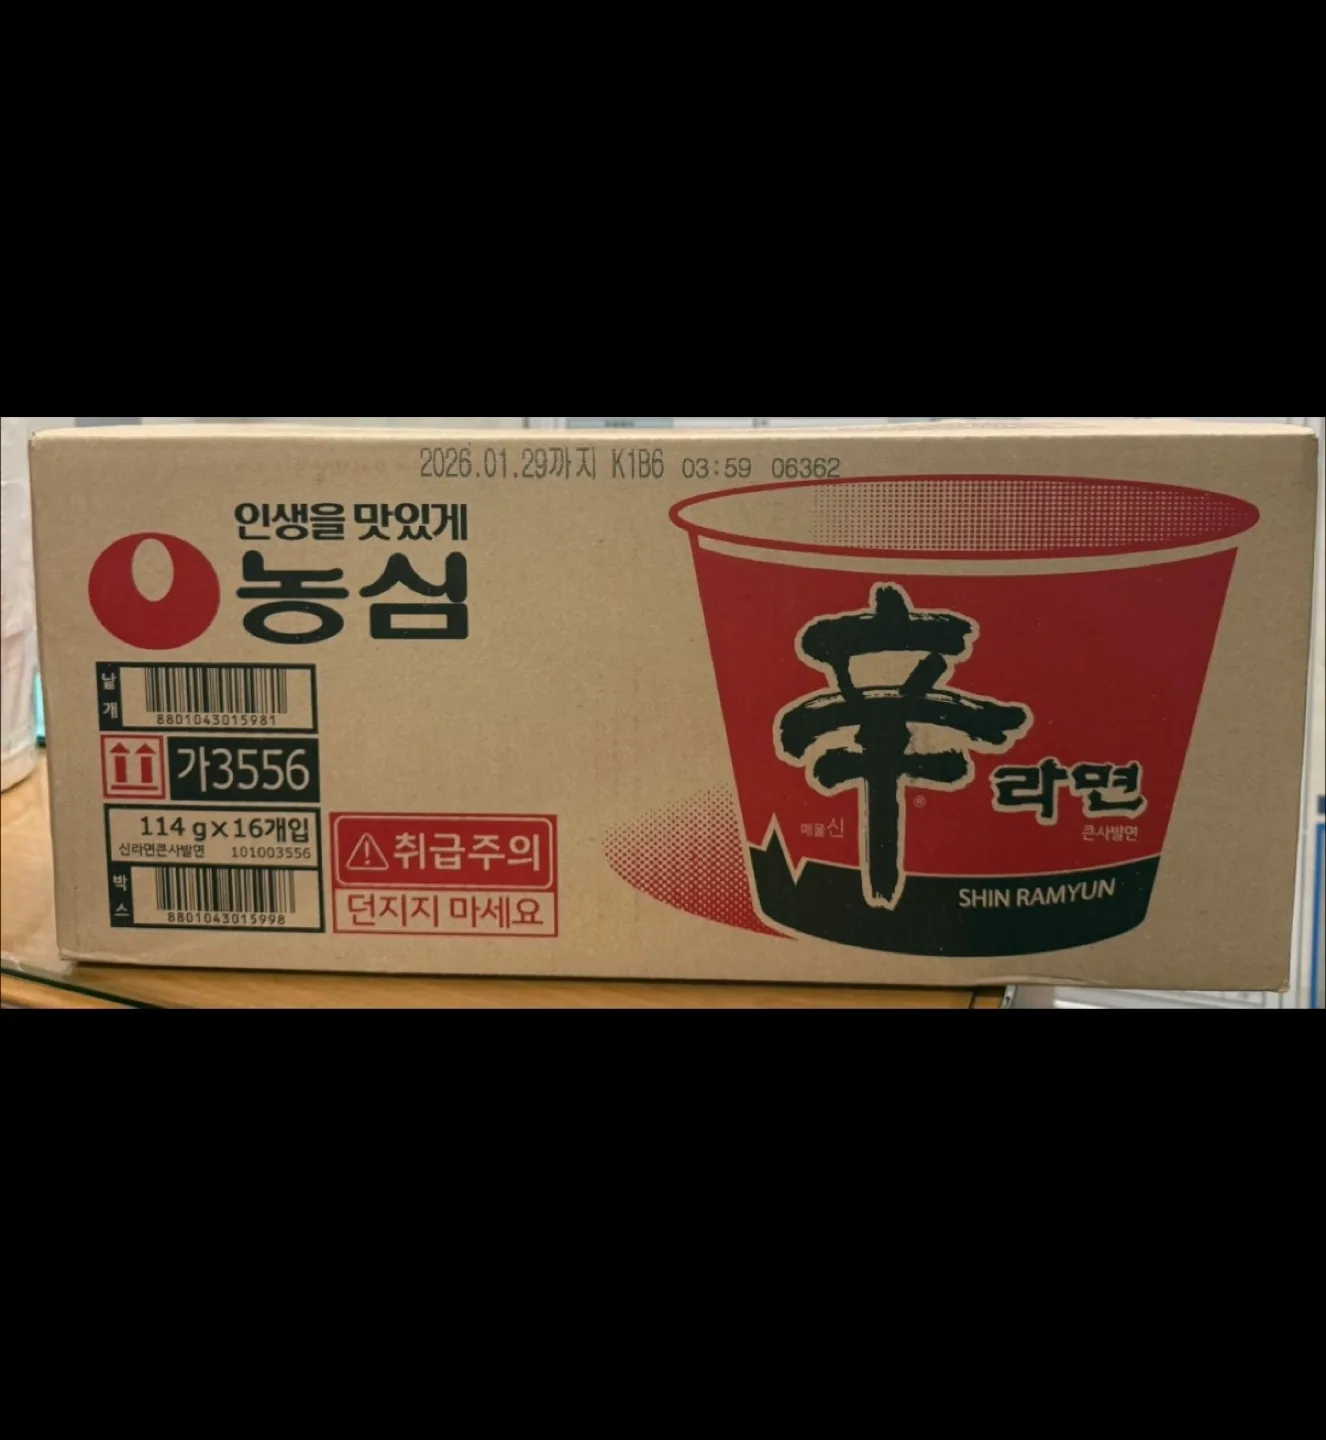 2026.01.29까지 K1B6 03:59 06362
인생을 맛있게
농심
낱개
8801043015981
가3556
114 g×16개입
신라면큰사발면 101003556
박스
8801043015998
취급주의
던지지 마세요
辛라면
®
매울신
큰사발면
SHIN RAMYUN